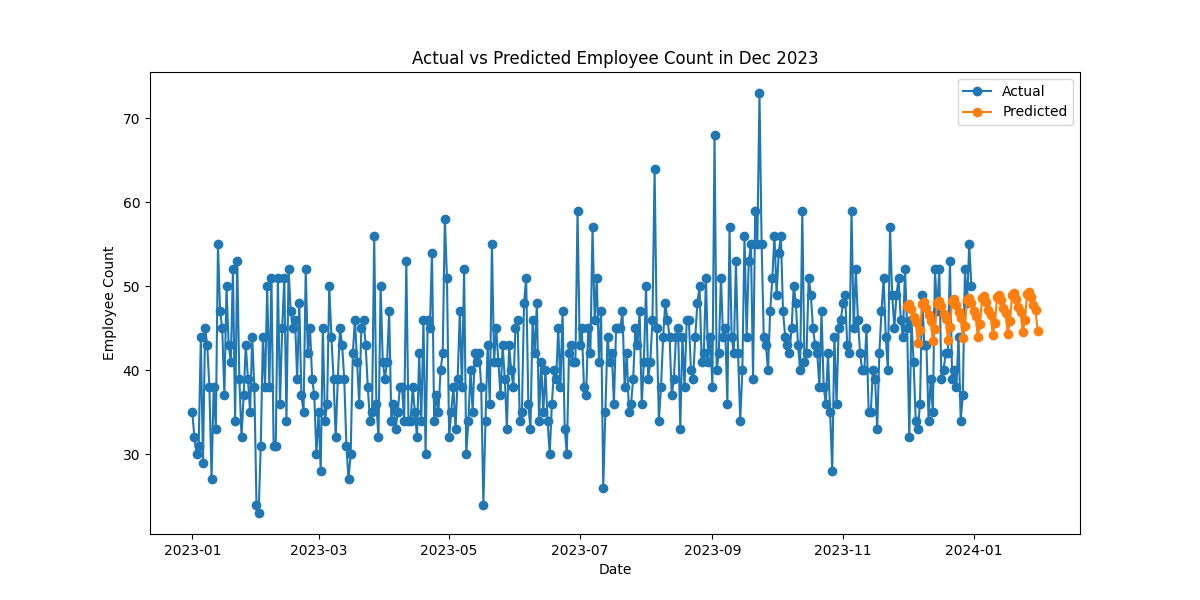 Actual vs Predicted Employee Count in Dec 2023
Actual
Predicted
70
60
50
40
30
Employee Count
2023-01
2023-03
2023-05
2023-07
2023-09
2023-11
2024-01
Date